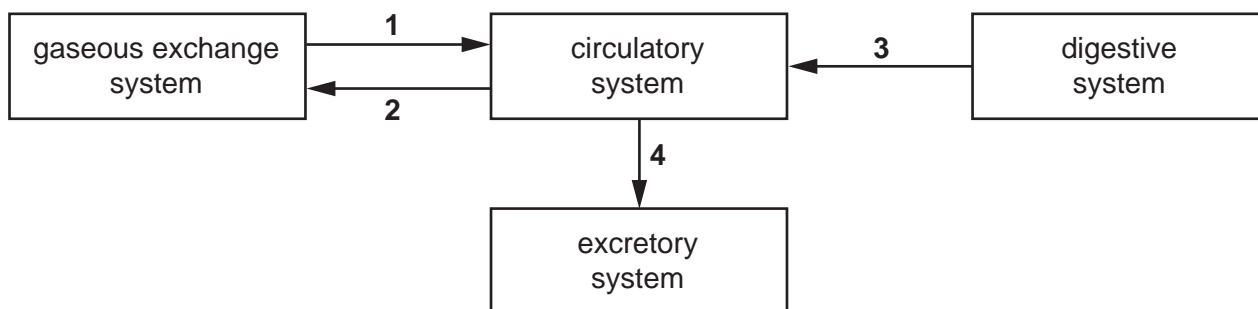 gaseous exchange
system
1
2
circulatory
system
3
digestive
system
4
excretory
system